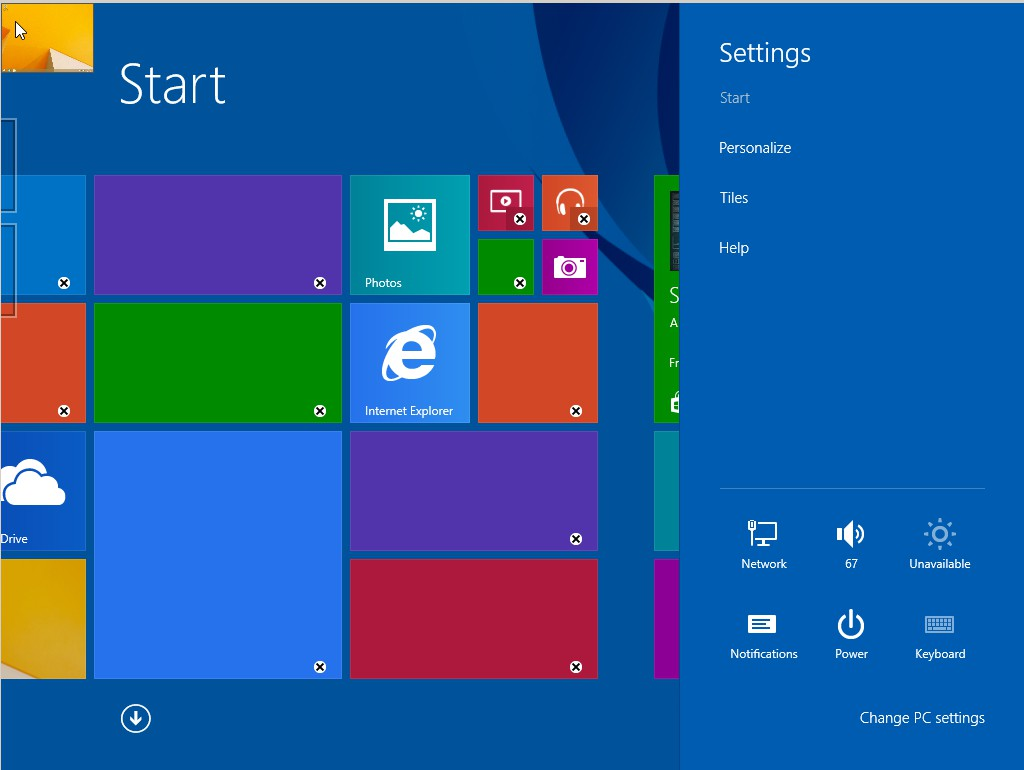 Start
Settings
Start
Personalize
Tiles
Help
Photos
Internet Explorer
Drive
S
A
Fr
Network
67
Unavailable
Notifications
Power
Keyboard
Change PC settings